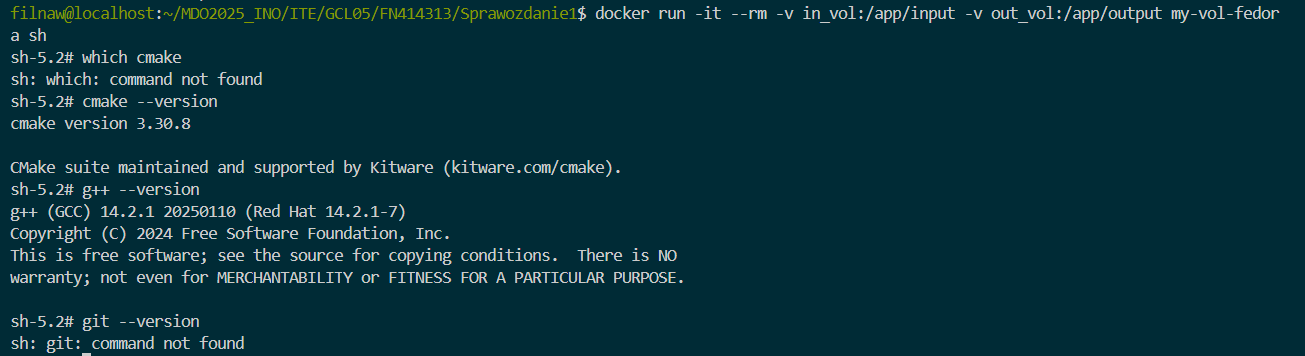 filnaw@localhost:~/MDO2025_INO/ITE/GCL05/FN414313/Sprawozdanie1$ docker run -it --rm -v in_vol:/app/input -v out_vol:/app/output my-vol-fedor
a sh
sh-5.2# which cmake
sh: which: command not found
sh-5.2# cmake --version
cmake version 3.30.8

CMake suite maintained and supported by Kitware (kitware.com/cmake).
sh-5.2# g++ --version
g++ (GCC) 14.2.1 20250110 (Red Hat 14.2.1-7)
Copyright (C) 2024 Free Software Foundation, Inc.
This is free software; see the source for copying conditions.  There is NO
warranty; not even for MERCHANTABILITY or FITNESS FOR A PARTICULAR PURPOSE.

sh-5.2# git --version
sh: git: command not found